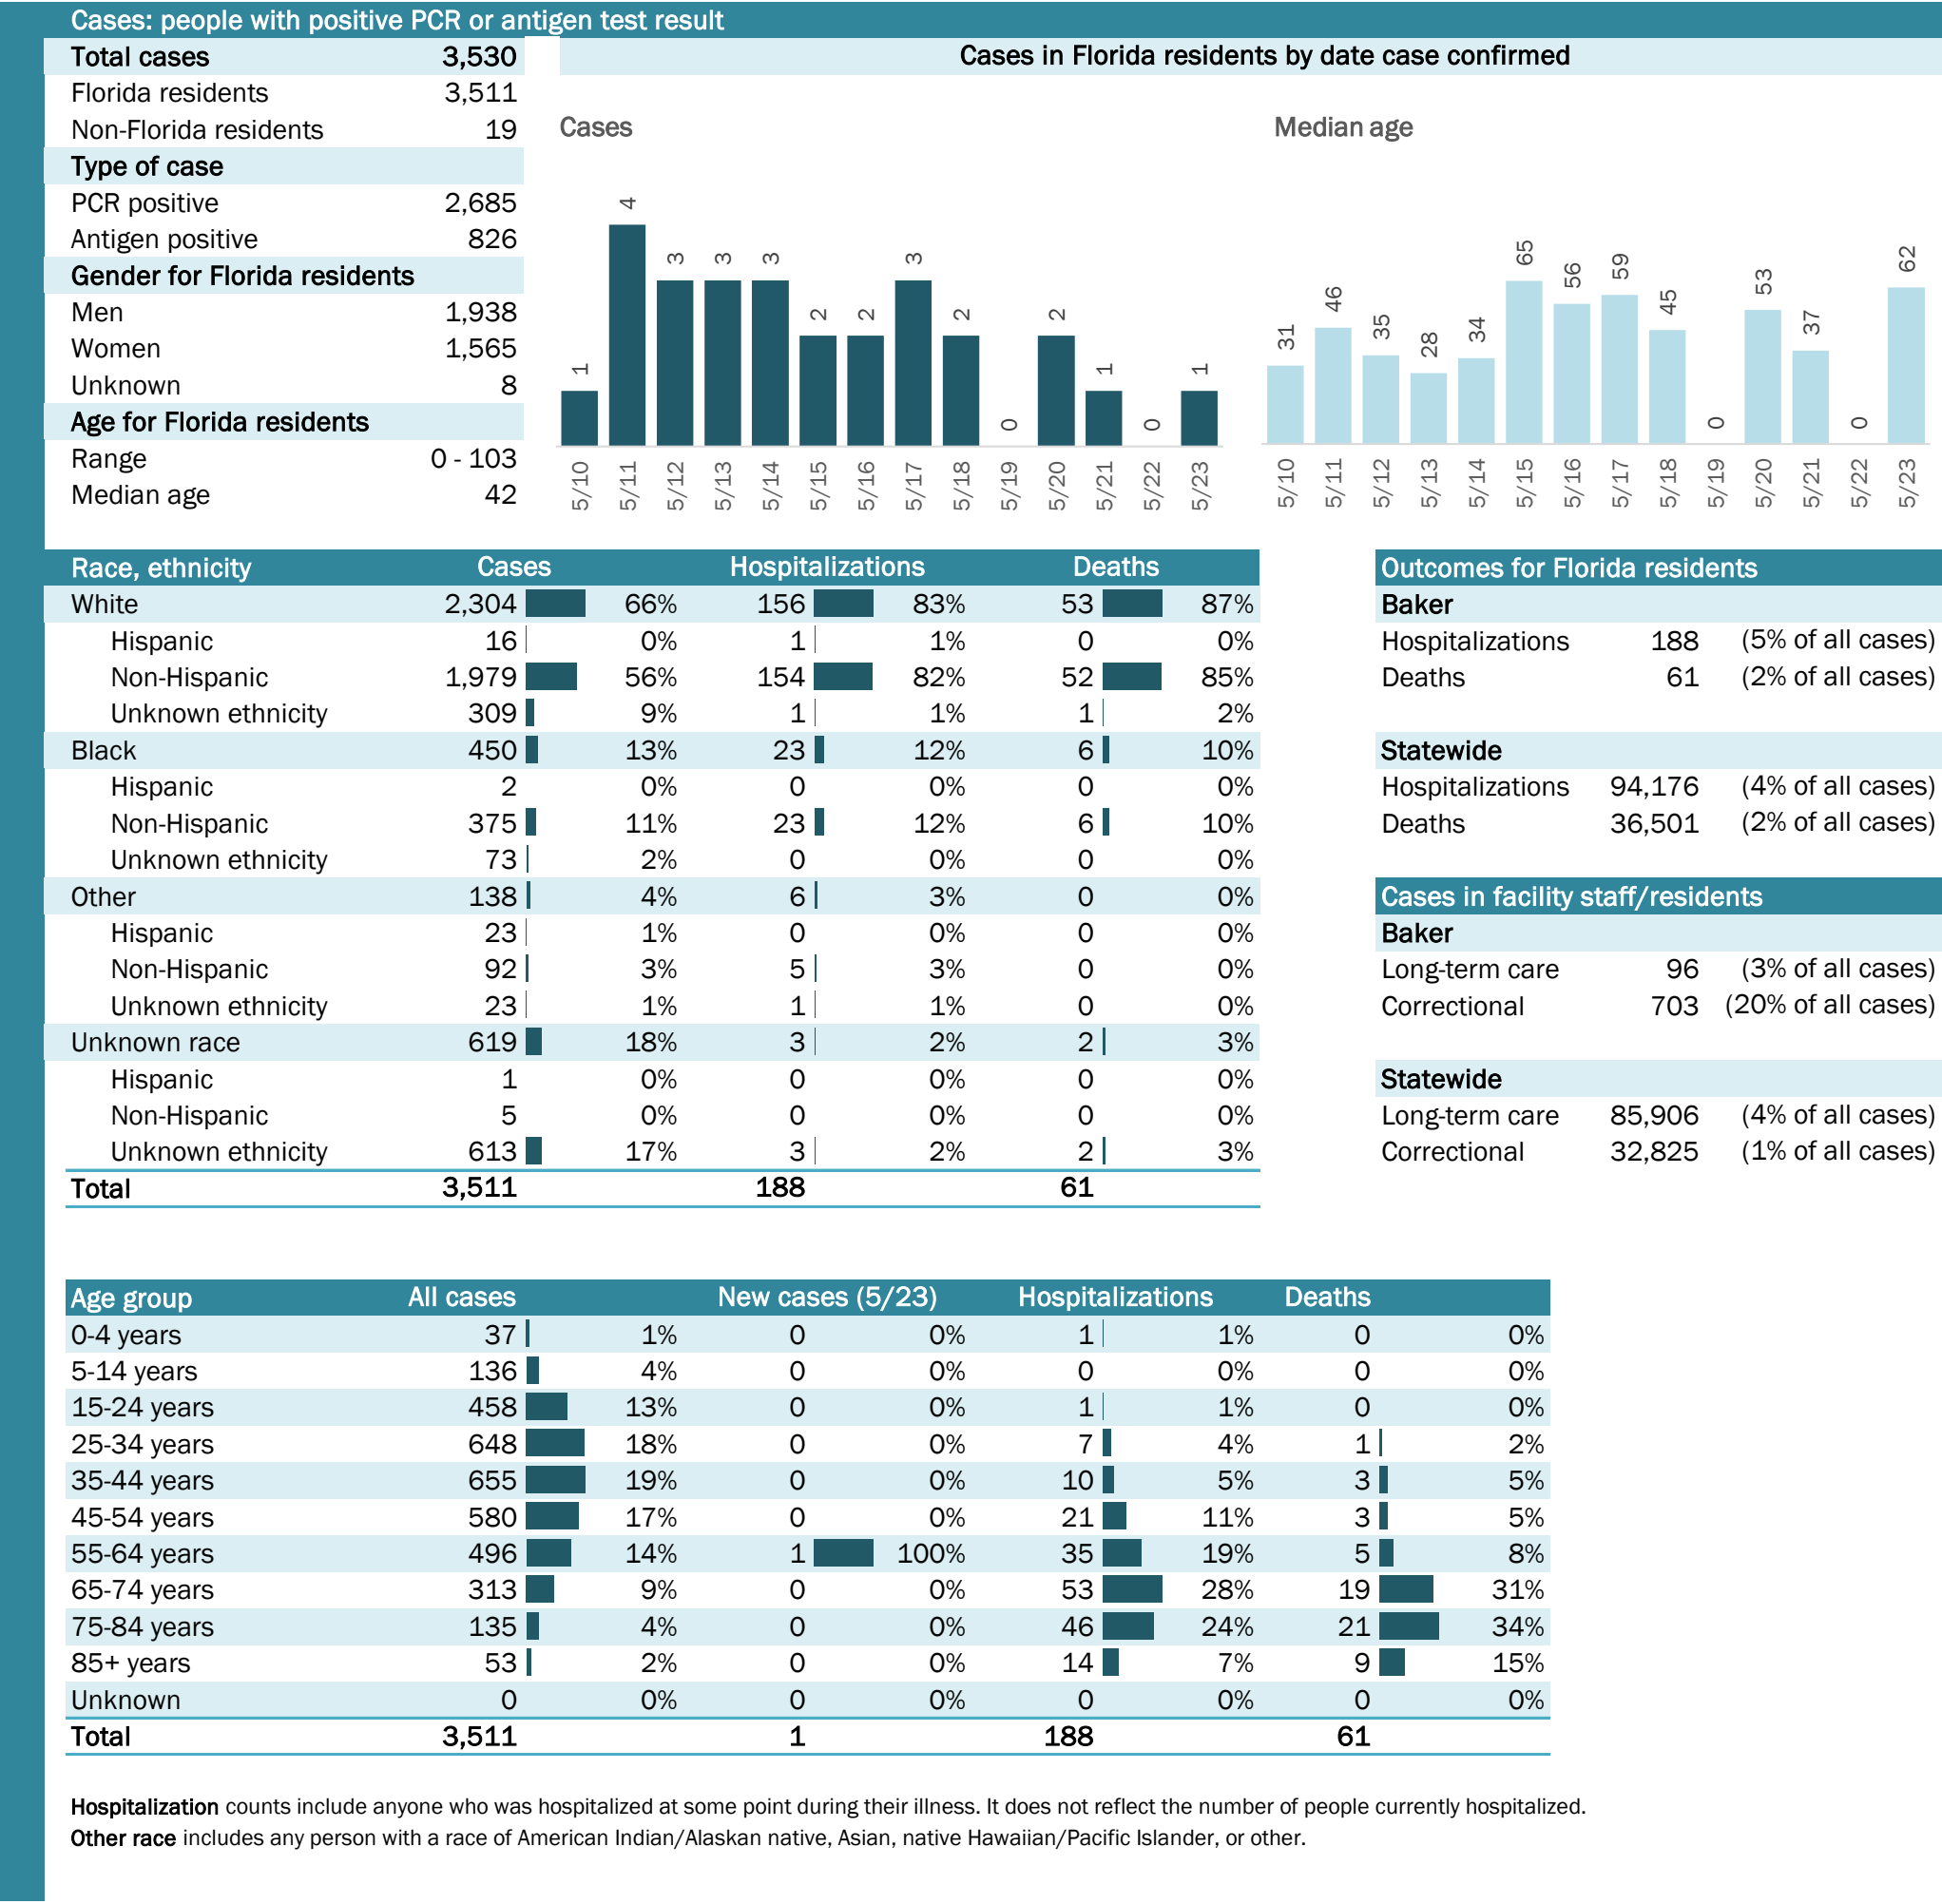 Cases: people with positive PCR or antigen test result
Total cases 3,530
Florida residents 3,511
Non-Florida residents 19
Type of case
PCR positive 2,685
Antigen positive 826
Gender for Florida residents
Men 1,938
Women 1,565
Unknown 8
Age for Florida residents
Range 0 - 103
Median age 42
Cases in Florida residents by date case confirmed
Cases
1 4 3 3 3 2 2 3 2 0 2 1 0 1
5/10 5/11 5/12 5/13 5/14 5/15 5/16 5/17 5/18 5/19 5/20 5/21 5/22 5/23
Median age
31 46 35 28 34 65 56 59 45 0 53 37 0 62
5/10 5/11 5/12 5/13 5/14 5/15 5/16 5/17 5/18 5/19 5/20 5/21 5/22 5/23
Race, ethnicity Cases Hospitalizations Deaths
White 2,304 66% 156 83% 53 87%
Hispanic 16 0% 1 1% 0 0%
Non-Hispanic 1,979 56% 154 82% 52 85%
Unknown ethnicity 309 9% 1 1% 1 2%
Black 450 13% 23 12% 6 10%
Hispanic 2 0% 0 0% 0 0%
Non-Hispanic 375 11% 23 12% 6 10%
Unknown ethnicity 73 2% 0 0% 0 0%
Other 138 4% 6 3% 0 0%
Hispanic 23 1% 0 0% 0 0%
Non-Hispanic 92 3% 5 3% 0 0%
Unknown ethnicity 23 1% 1 1% 0 0%
Unknown race 619 18% 3 2% 2 3%
Hispanic 1 0% 0 0% 0 0%
Non-Hispanic 5 0% 0 0% 0 0%
Unknown ethnicity 613 17% 3 2% 2 3%
Total 3,511 188 61
Outcomes for Florida residents
Baker
Hospitalizations 188 (5% of all cases)
Deaths 61 (2% of all cases)
Statewide
Hospitalizations 94,176 (4% of all cases)
Deaths 36,501 (2% of all cases)
Cases in facility staff/residents
Baker
Long-term care 96 (3% of all cases)
Correctional 703 (20% of all cases)
Statewide
Long-term care 85,906 (4% of all cases)
Correctional 32,825 (1% of all cases)
Age group All cases New cases (5/23) Hospitalizations Deaths
0-4 years 37 1% 0 0% 1 1% 0 0%
5-14 years 136 4% 0 0% 0 0% 0 0%
15-24 years 458 13% 0 0% 1 1% 0 0%
25-34 years 648 18% 0 0% 7 4% 1 2%
35-44 years 655 19% 0 0% 10 5% 3 5%
45-54 years 580 17% 0 0% 21 11% 3 5%
55-64 years 496 14% 1 100% 35 19% 5 8%
65-74 years 313 9% 0 0% 53 28% 19 31%
75-84 years 135 4% 0 0% 46 24% 21 34%
85+ years 53 2% 0 0% 14 7% 9 15%
Unknown 0 0% 0 0% 0 0% 0 0%
Total 3,511 1 188 61
Hospitalization counts include anyone who was hospitalized at some point during their illness. It does not reflect the number of people currently hospitalized.
Other race includes any person with a race of American Indian/Alaskan native, Asian, native Hawaiian/Pacific Islander, or other.